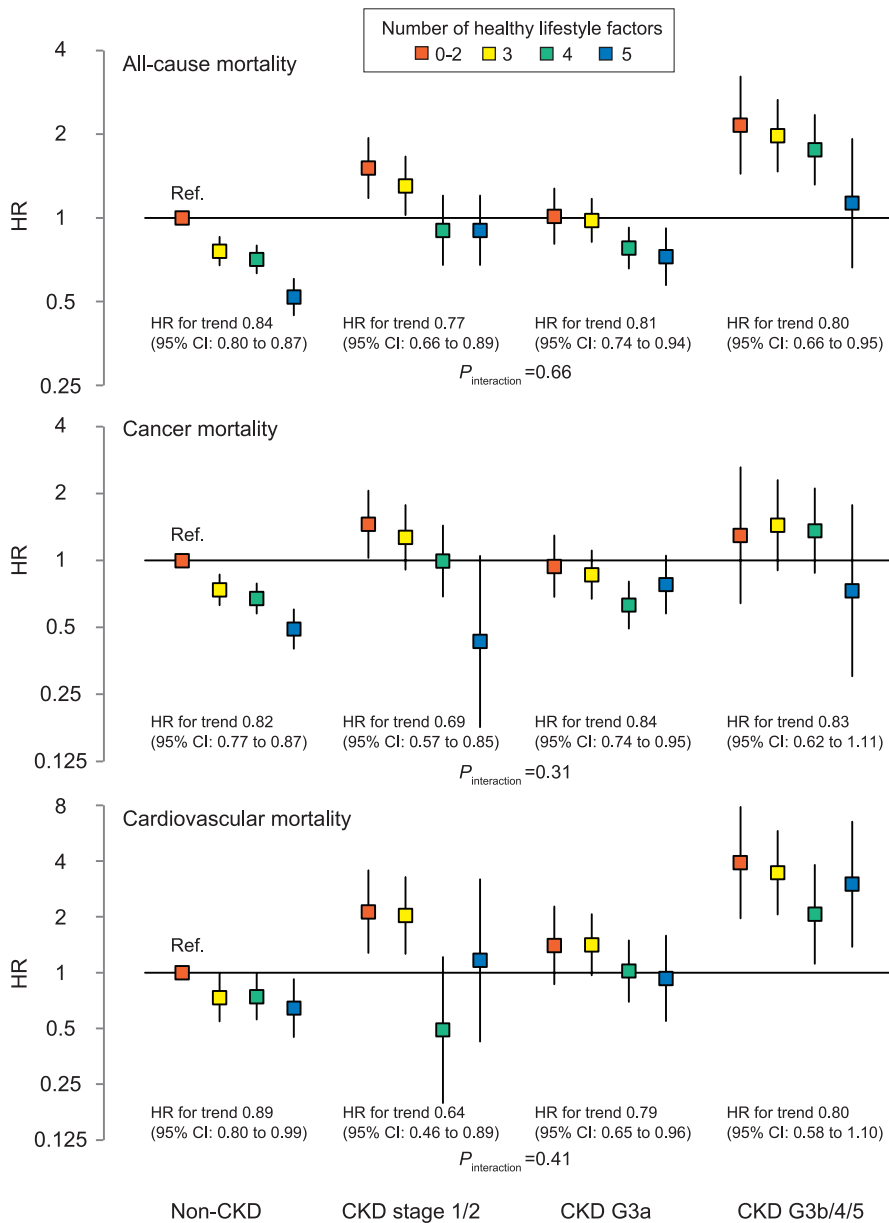 Number of healthy lifestyle factors
0-2 3 4 5
All-cause mortality
HR
4
2
1
0.5
0.25
Ref.
HR for trend 0.84
(95% CI: 0.80 to 0.87)
HR for trend 0.77
(95% CI: 0.66 to 0.89)
HR for trend 0.81
(95% CI: 0.74 to 0.94)
HR for trend 0.80
(95% CI: 0.66 to 0.95)
Pinteraction=0.66
Cancer mortality
HR
4
2
1
0.5
0.25
0.125
Ref.
HR for trend 0.82
(95% CI: 0.77 to 0.87)
HR for trend 0.69
(95% CI: 0.57 to 0.85)
HR for trend 0.84
(95% CI: 0.74 to 0.95)
HR for trend 0.83
(95% CI: 0.62 to 1.11)
Pinteraction=0.31
Cardiovascular mortality
HR
8
4
2
1
0.5
0.25
0.125
Ref.
HR for trend 0.89
(95% CI: 0.80 to 0.99)
HR for trend 0.64
(95% CI: 0.46 to 0.89)
HR for trend 0.79
(95% CI: 0.65 to 0.96)
HR for trend 0.80
(95% CI: 0.58 to 1.10)
Pinteraction=0.41
Non-CKD CKD stage 1/2 CKD G3a CKD G3b/4/5